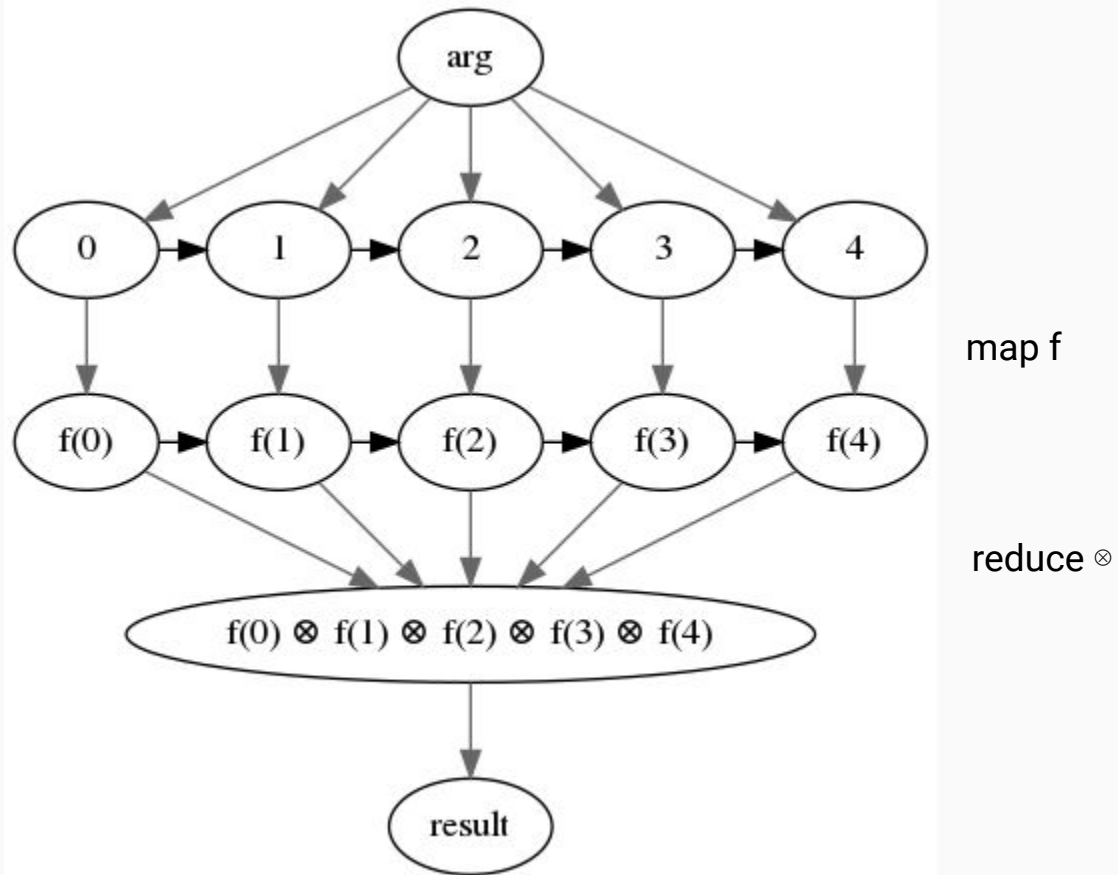 arg
0 1 2 3 4
map f
f(0) f(1) f(2) f(3) f(4)
reduce ⊗
f(0) ⊗ f(1) ⊗ f(2) ⊗ f(3) ⊗ f(4)
result